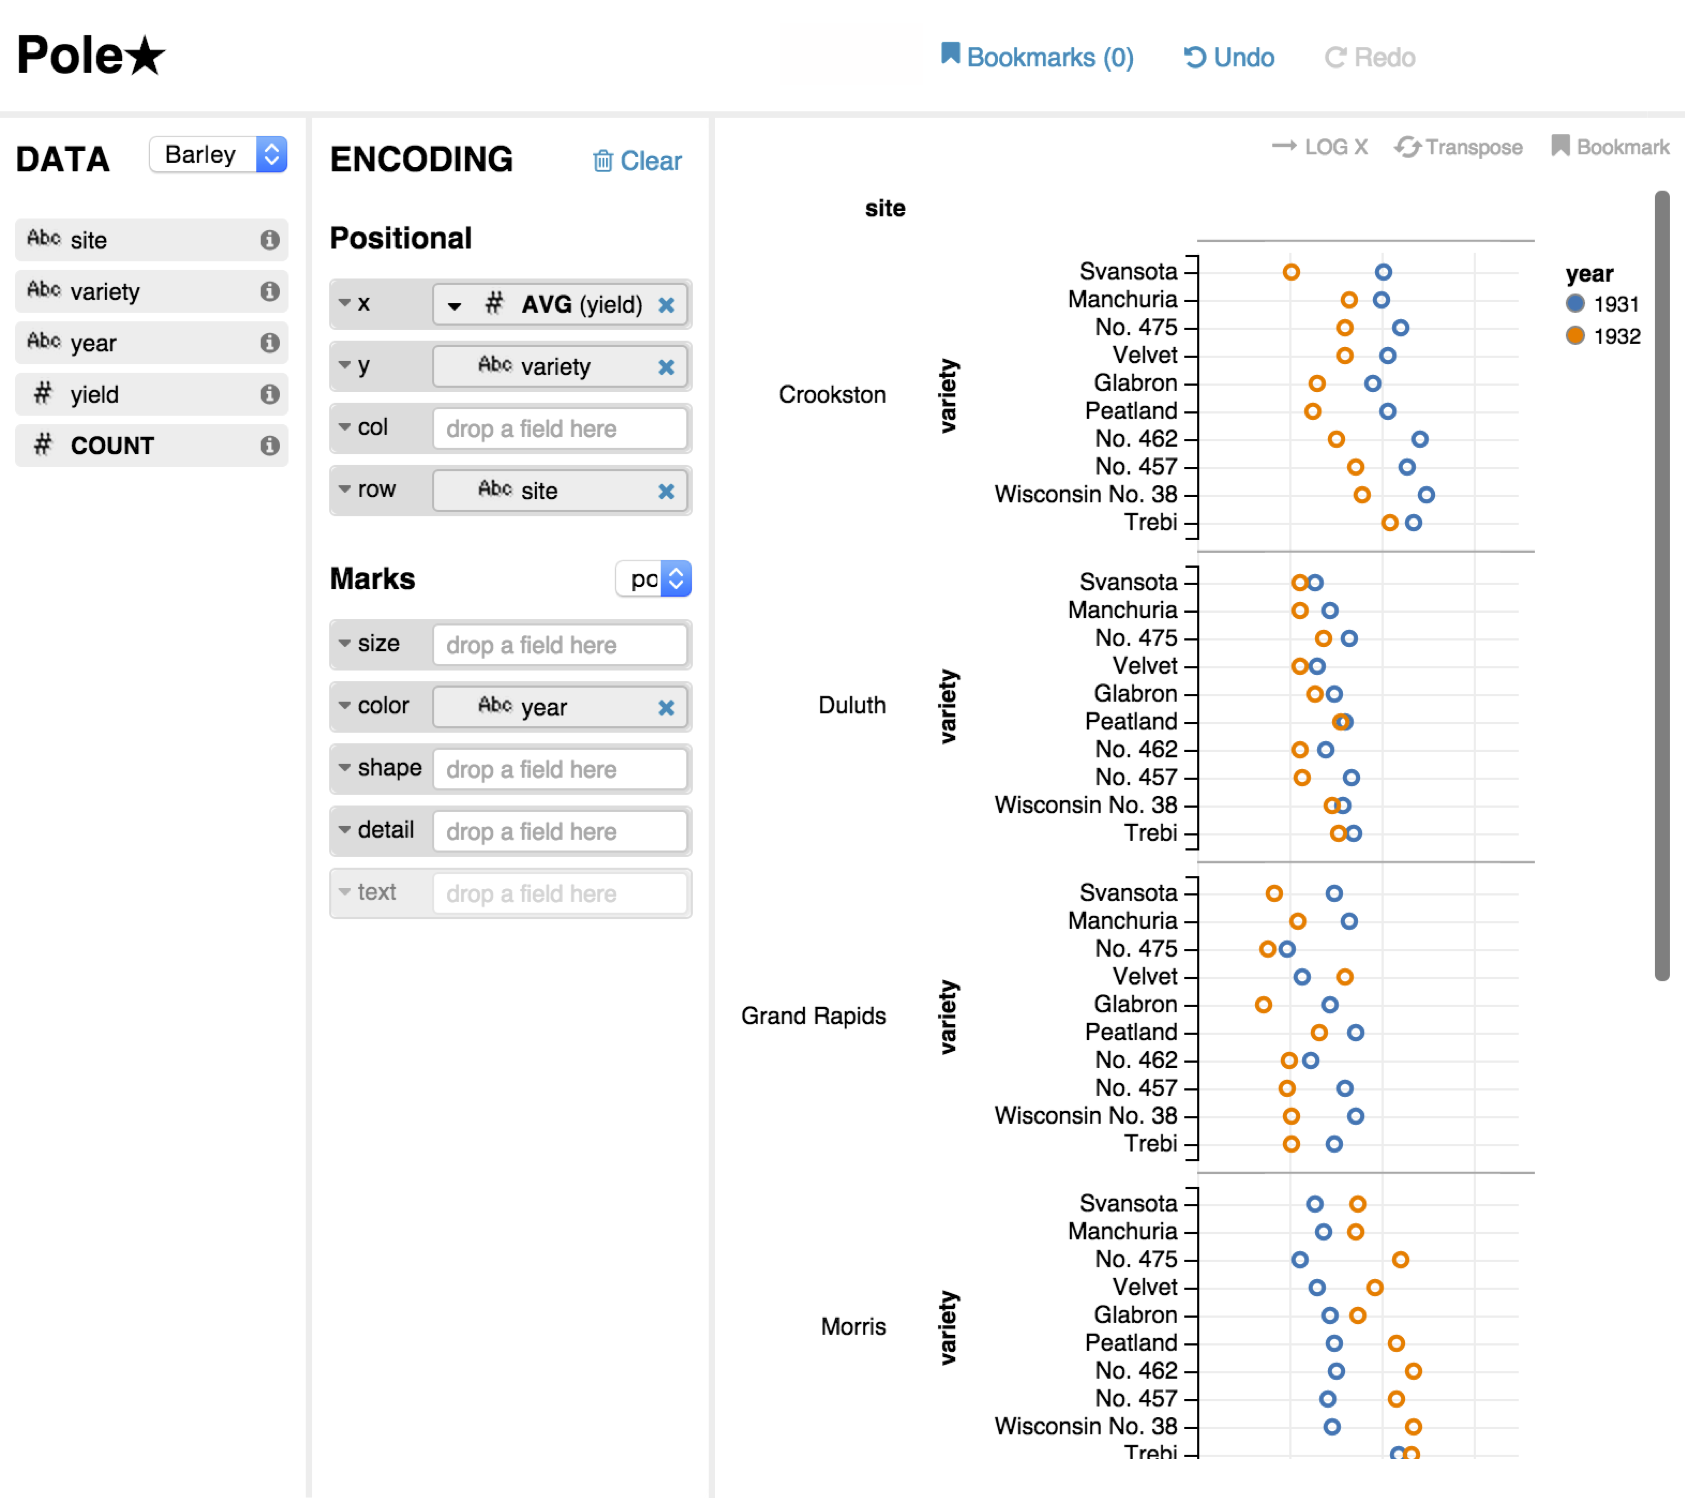 Pole★
Bookmarks (0) Undo Redo
DATA Barley
Abc site
Abc variety
Abc year
# yield
# COUNT
ENCODING Clear
Positional
x # AVG (yield)
y Abc variety
col drop a field here
row Abc site
Marks po
size drop a field here
color Abc year
shape drop a field here
detail drop a field here
text drop a field here
LOG X Transpose Bookmark
site
Crookston
variety
Svansota
Manchuria
No. 475
Velvet
Glabron
Peatland
No. 462
No. 457
Wisconsin No. 38
Trebi
Duluth
variety
Svansota
Manchuria
No. 475
Velvet
Glabron
Peatland
No. 462
No. 457
Wisconsin No. 38
Trebi
Grand Rapids
variety
Svansota
Manchuria
No. 475
Velvet
Glabron
Peatland
No. 462
No. 457
Wisconsin No. 38
Trebi
Morris
variety
Svansota
Manchuria
No. 475
Velvet
Glabron
Peatland
No. 462
No. 457
Wisconsin No. 38
Trebi
year
1931
1932